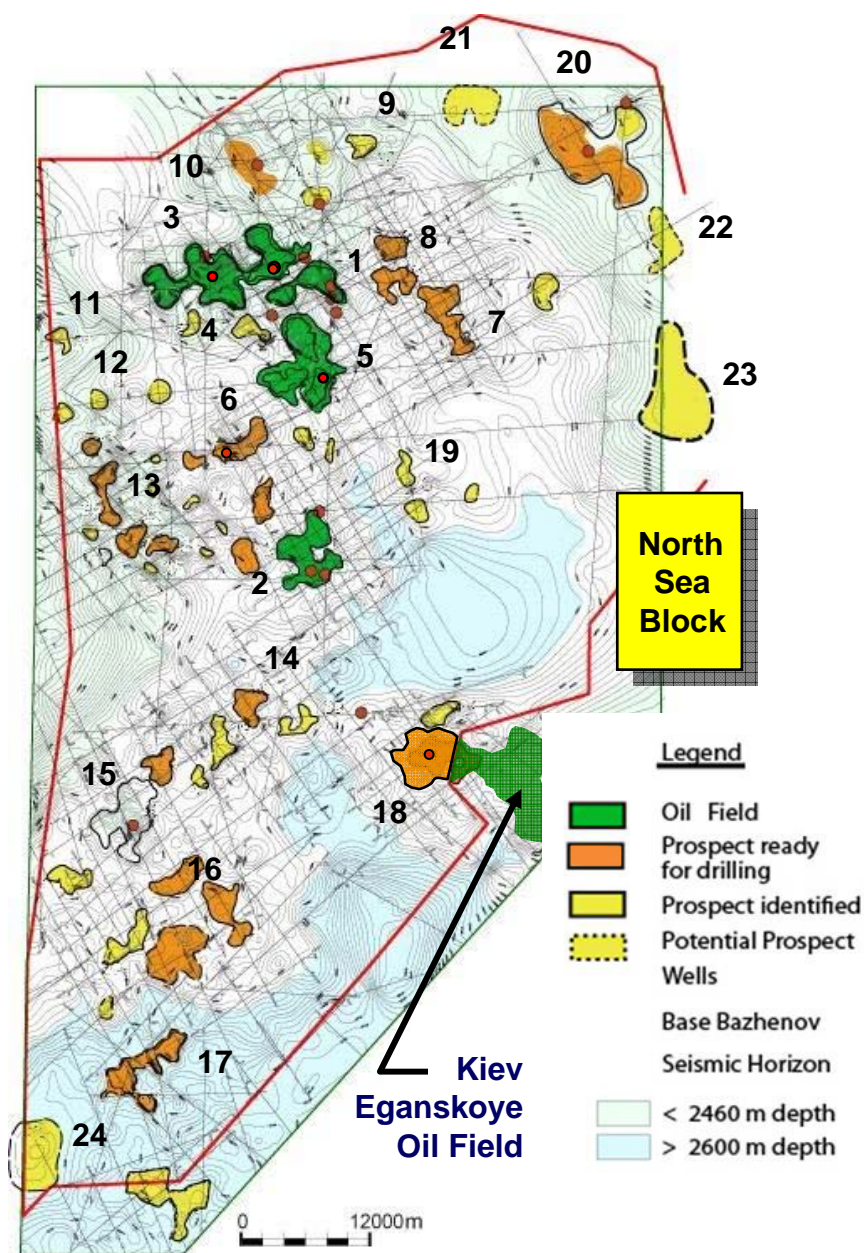 21
20
9
10
3
8
22
1
11
4
7
12
5
6
23
19
13
North
Sea
Block
2
14
15
18
16
17
24
Legend
Oil Field
Prospect ready
for drilling
Prospect identified
Potential Prospect
Wells
Base Bazhenov
Seismic Horizon
< 2460 m depth
> 2600 m depth
Kiev
Eganskoye
Oil Field
0 12000m